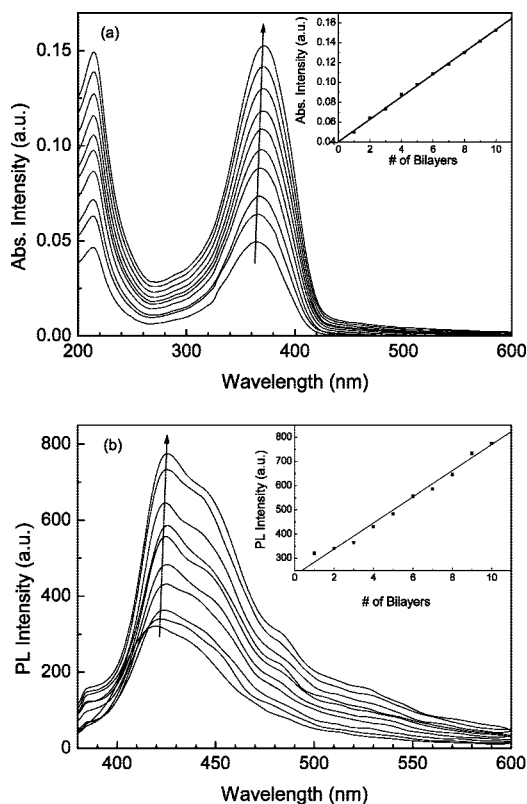 (a)
Abs. Intensity (a.u.)
0.15
0.10
0.05
0.00
200 300 400 500 600
Wavelength (nm)
Abs. Intensity (a.u.)
0.16
0.14
0.12
0.10
0.08
0.06
0.04
0 2 4 6 8 10
# of Bilayers
(b)
PL Intensity (a.u.)
800
600
400
200
0
400 450 500 550 600
Wavelength (nm)
PL Intensity (a.u.)
800
700
600
500
400
300
0 2 4 6 8 10
# of Bilayers